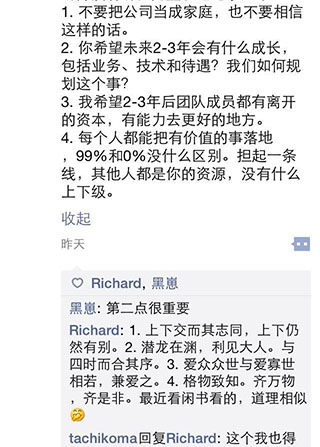 1. 不要把公司当成家庭，也不要相信
这样的话。
2. 你希望未来2-3年会有什么成长，
包括业务、技术和待遇？我们如何规
划这个事？
3. 我希望2-3年后团队成员都有离开
的资本，有能力去更好的地方。
4. 每个人都能把有价值的事落地
，99%和0%没什么区别。担起一条
线，其他人都是你的资源，没有什么
上下级。
收起
昨天
Richard, 黑崽
黑崽: 第二点很重要
Richard: 1. 上下交而其志同，上下仍
然有别。2. 潜龙在渊，利见大人。与
四时而合其序。3. 爱众众世与爱寡世
相若，兼爱之。4. 格物致知。齐万物
，齐是非。最近看闲书看的，道理相似
tachikoma回复Richard: 这个我也得